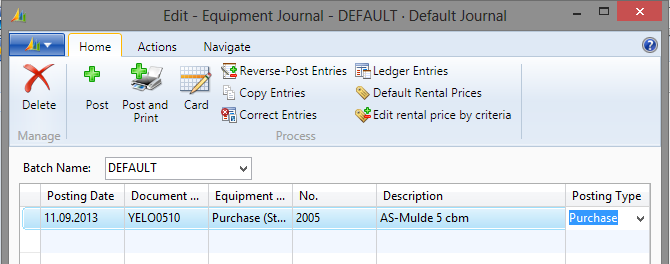 Edit - Equipment Journal - DEFAULT · Default Journal
Home Actions Navigate
Delete Post Post and Print Card
Reverse-Post Entries Ledger Entries
Copy Entries Default Rental Prices
Correct Entries Edit rental price by criteria
Manage Process
Batch Name: DEFAULT
Posting Date Document ... Equipment ... No. Description Posting Type
11.09.2013 YELO0510 Purchase (St... 2005 AS-Mulde 5 cbm Purchase